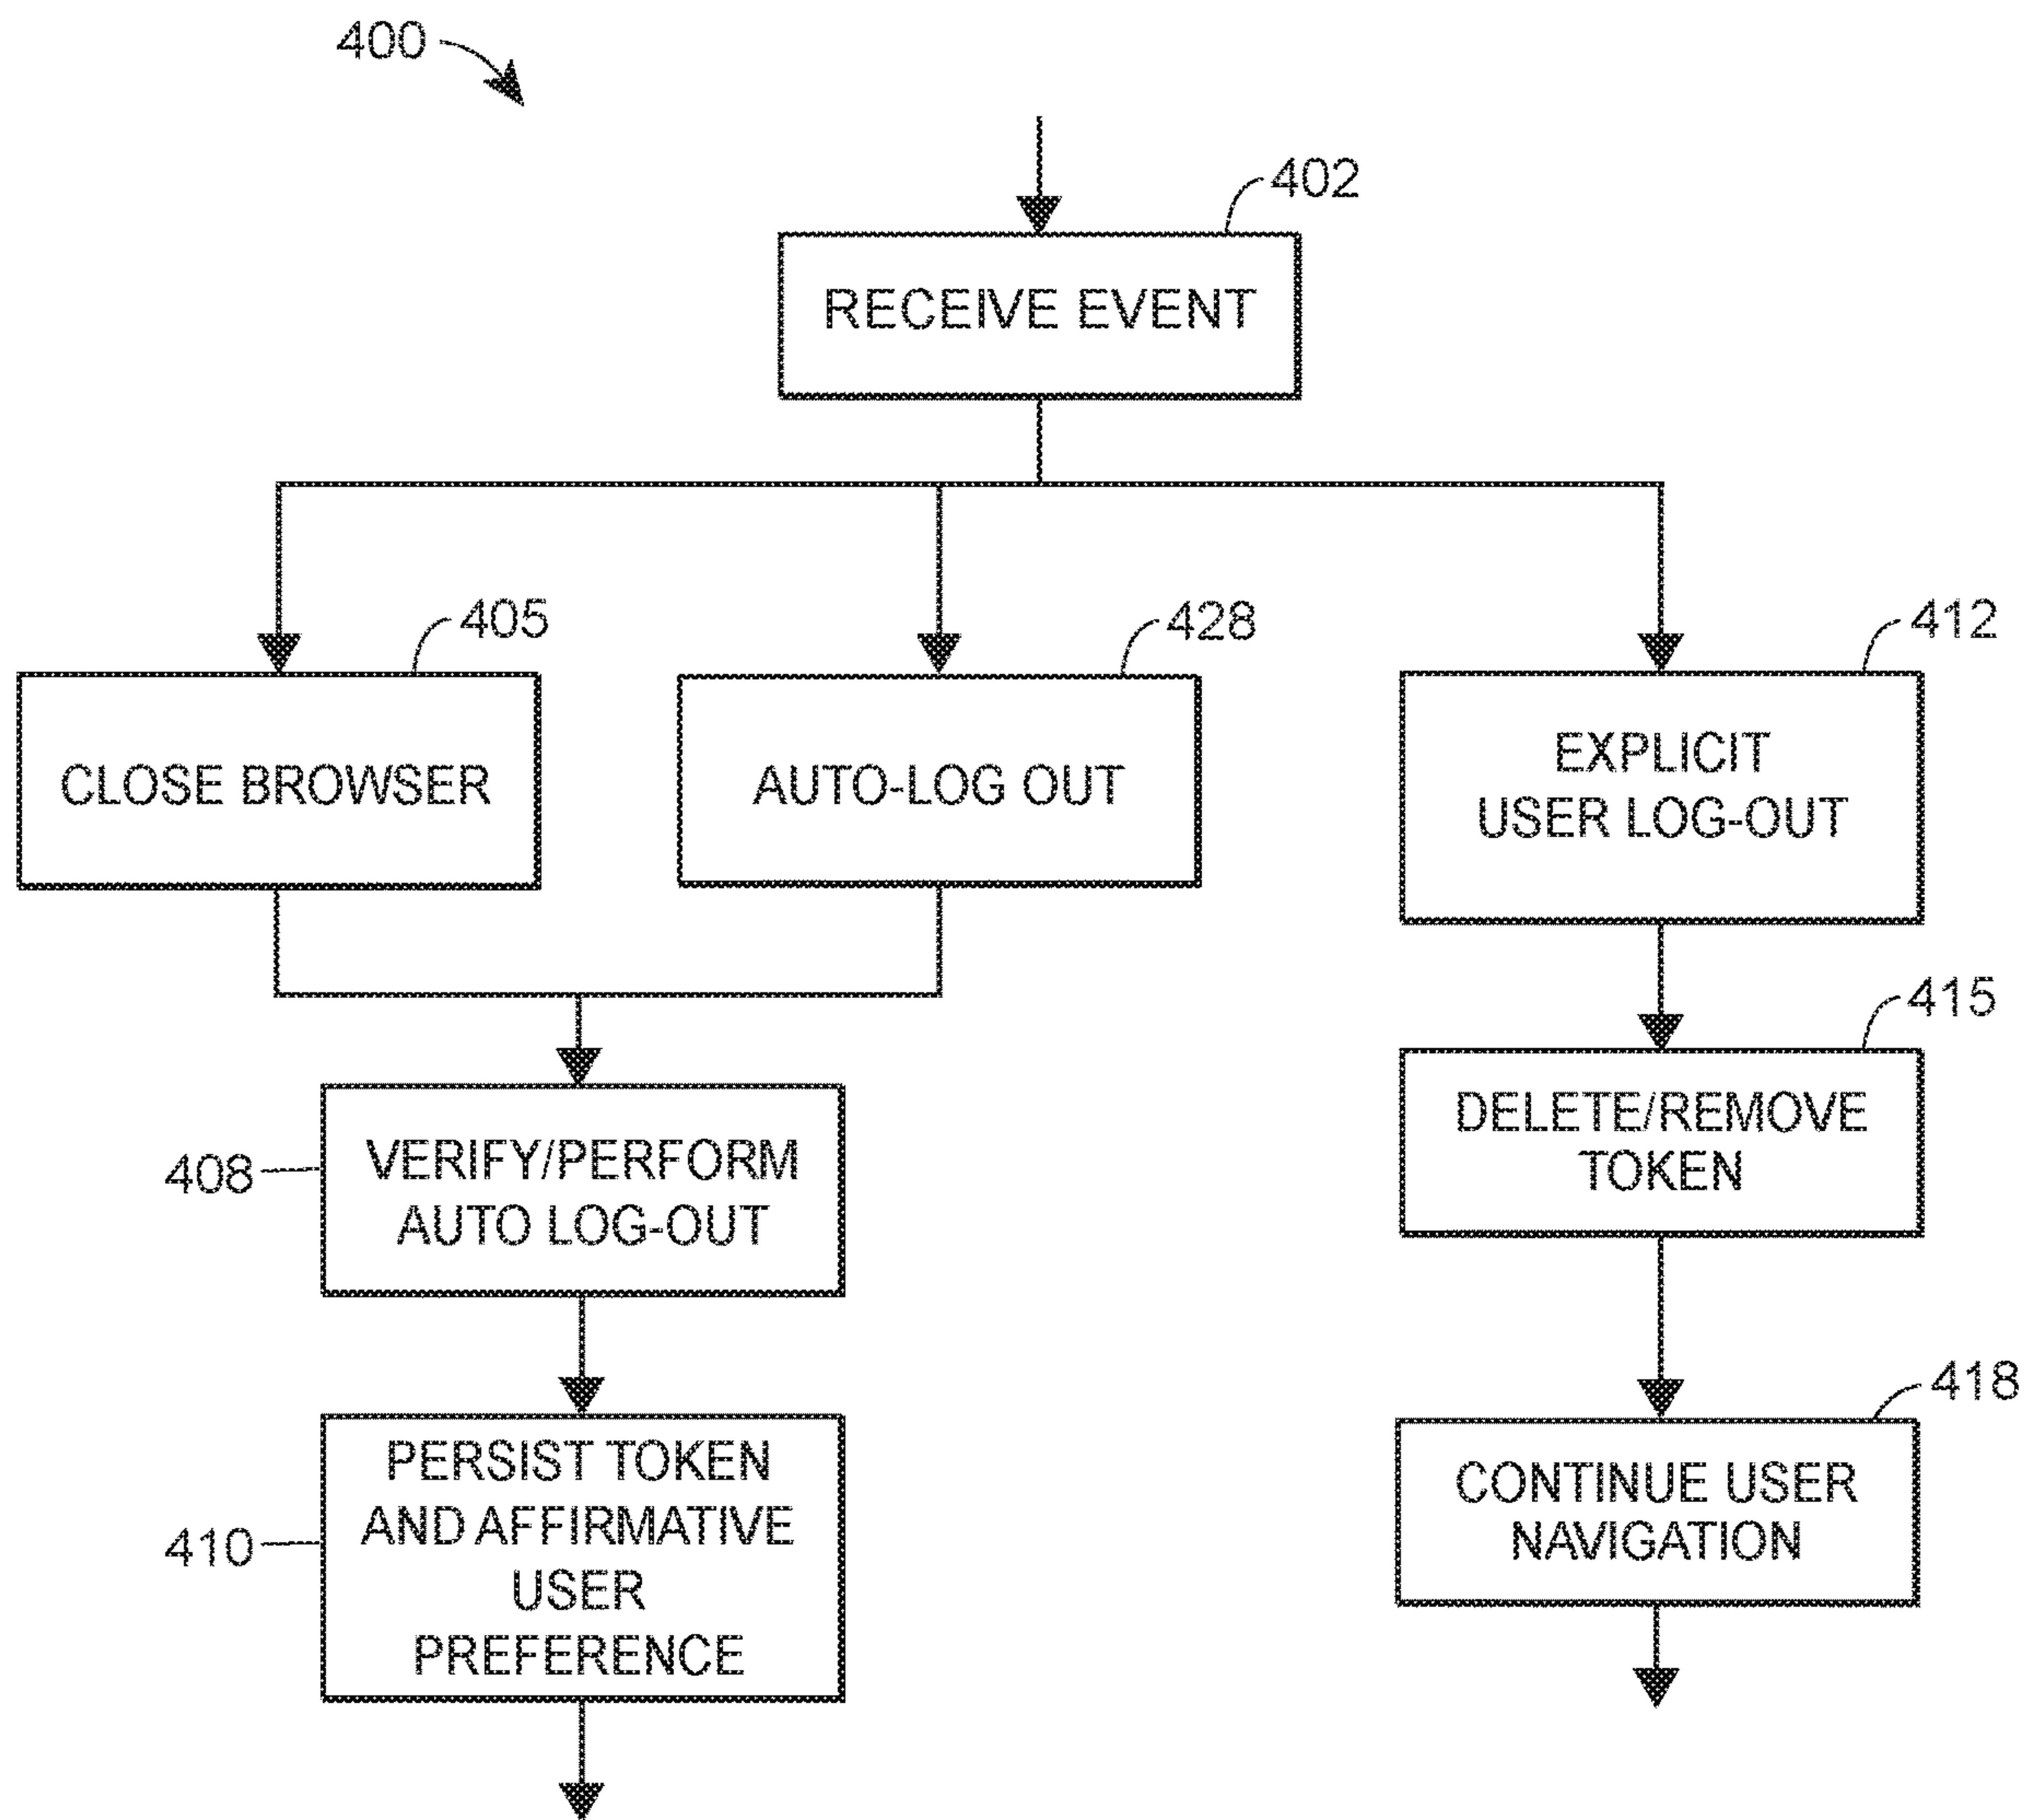 400
402
RECEIVE EVENT
405
428
412
CLOSE BROWSER
AUTO-LOG OUT
EXPLICIT
USER LOG-OUT
415
408
VERIFY/PERFORM
AUTO LOG-OUT
DELETE/REMOVE
TOKEN
418
410
PERSIST TOKEN
AND AFFIRMATIVE
USER
PREFERENCE
CONTINUE USER
NAVIGATION